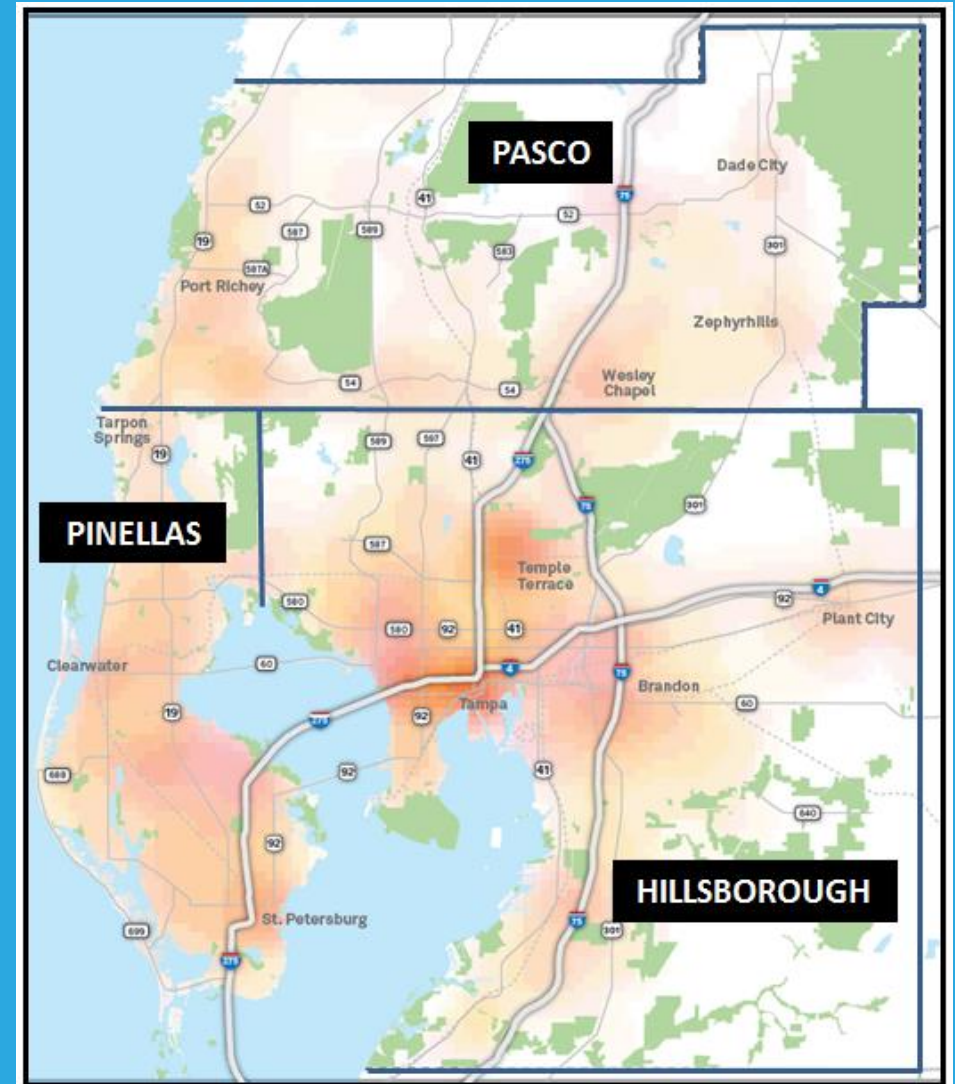 PASCO
Dade City
75
41
52
52
587
589
19
583
301
587A
Port Richey
Zephyrhills
Wesley
Chapel
54
54
Tarpon
Springs
19
589
597
41
275
75
301
PINELLAS
587
Temple
Terrace
4
92
580
580
92
41
Plant City
Clearwater
60
4
75
Brandon
60
Tampa
19
275
92
92
41
688
640
92
HILLSBOROUGH
St. Petersburg
699
75
301
275